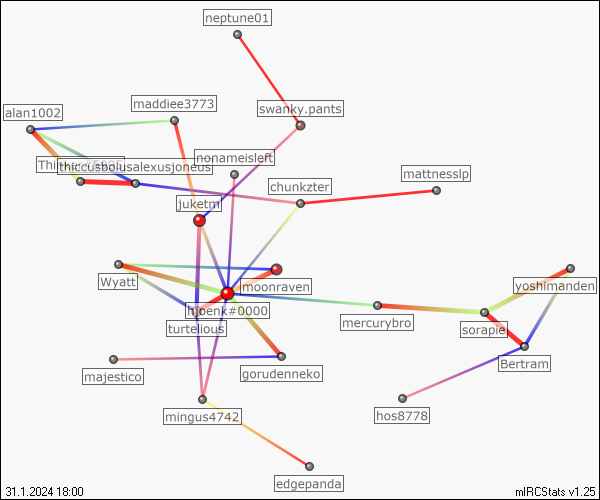 neptune01
maddiee3773
swanky.pants
alan1002
nonameisleft
thiccusbolusalexusjoneus
mattnesslp
chunkzter
juketm
Wyatt
moonraven
yoshimanden
hjoenk#0000
mercurybro
turtelious
sorapie
Bertram
majestico
gorudenneko
mingus4742
hos8778
edgepanda
31.1.2024 18:00
mIRCStats v1.25